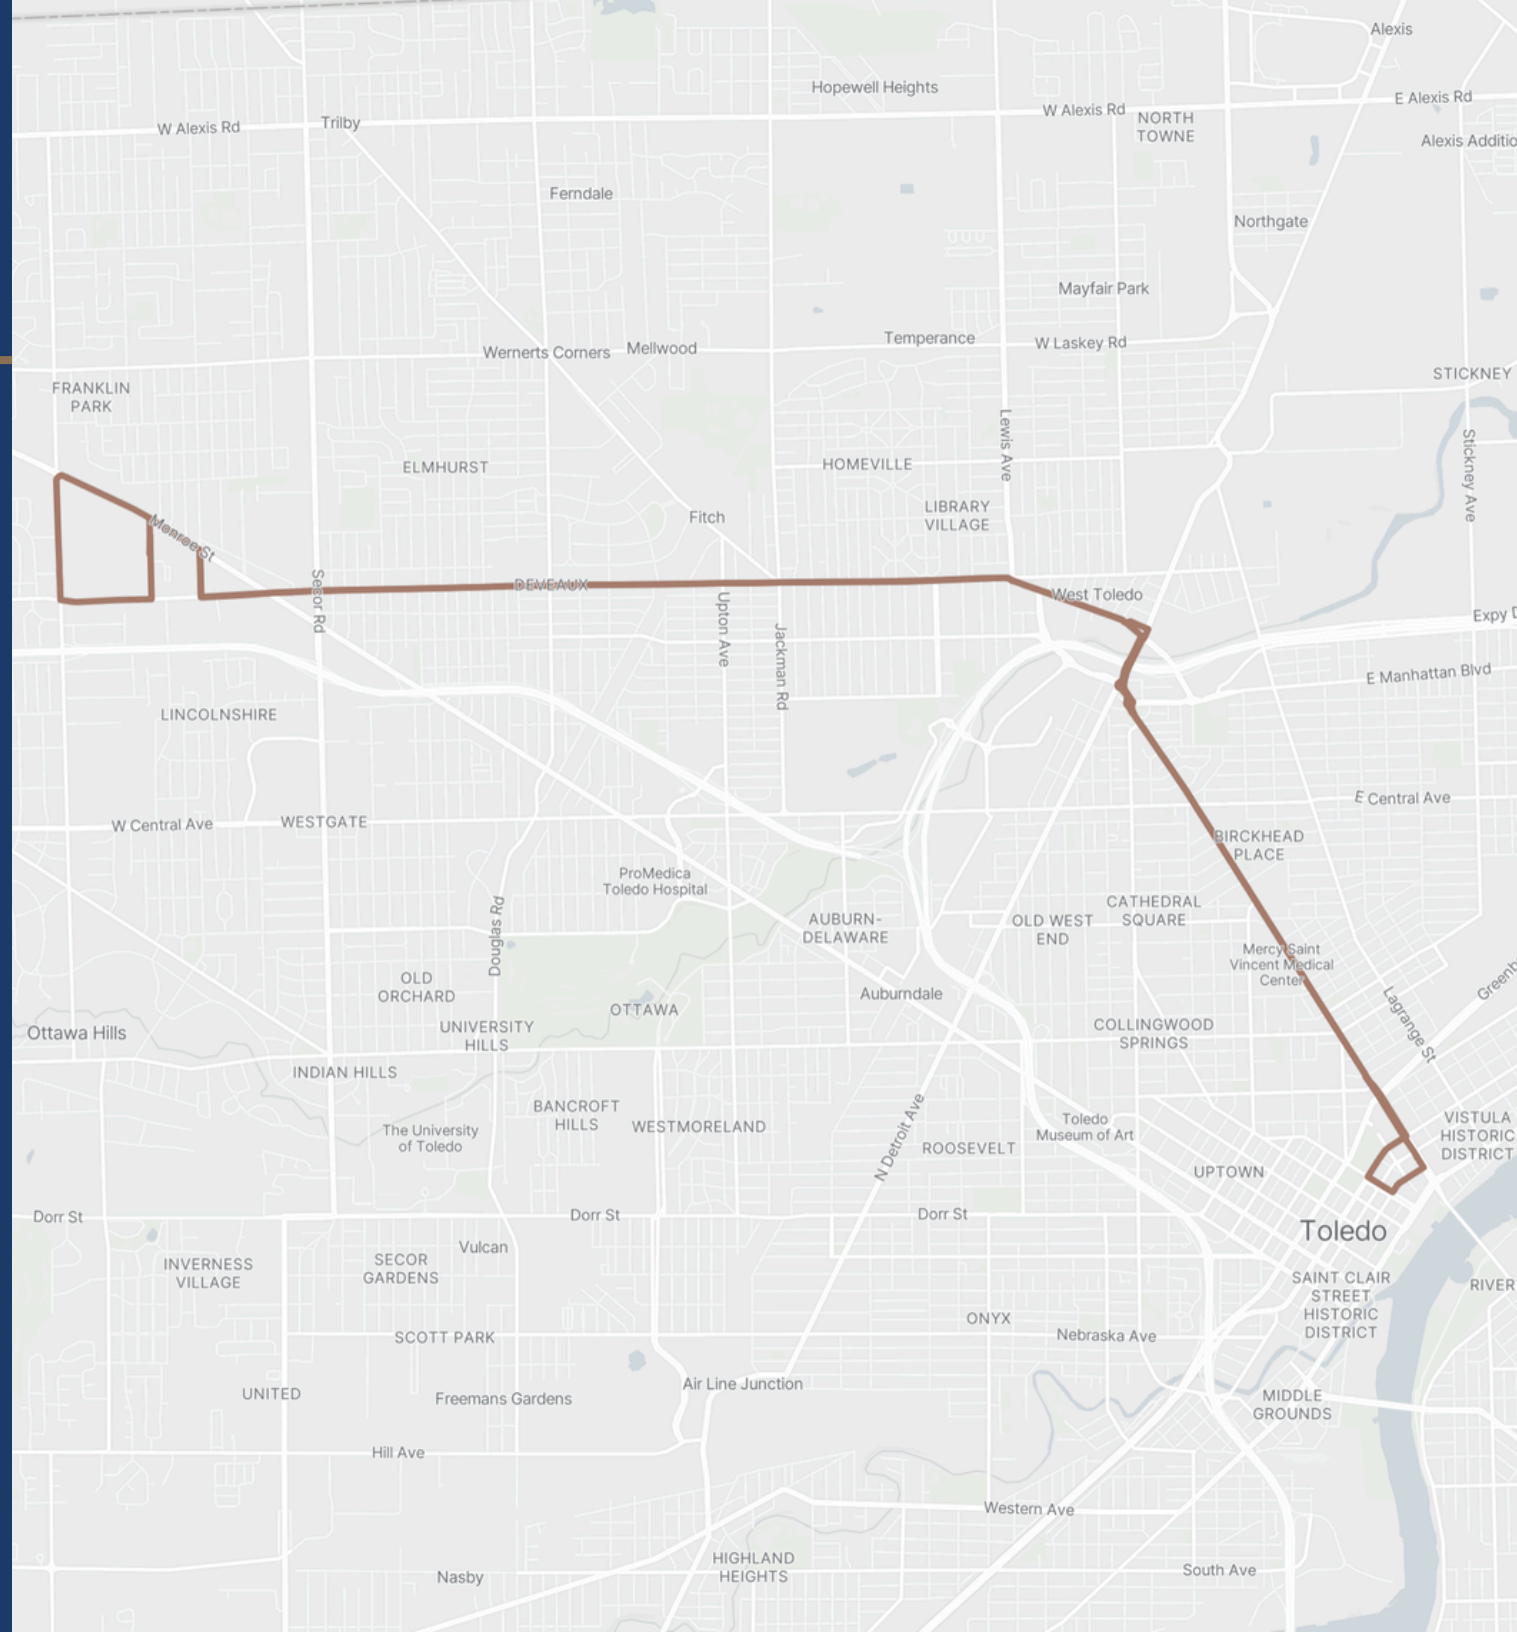 Alexis
Hopewell Heights
E Alexis Rd
W Alexis Rd
NORTH
TOWNE
W Alexis Rd
Trilby
Alexis Additio
Ferndale
Northgate
Mayfair Park
Temperance
W Laskey Rd
Wernerts Corners
Mellwood
STICKNEY
FRANKLIN
PARK
Lewis Ave
Stickney Ave
ELMHURST
HOMEVILLE
LIBRARY
VILLAGE
Fitch
Monroe St
DEVEAUX
Secor Rd
West Toledo
Upton Ave
Jackman Rd
Expy D
E Manhattan Blvd
LINCOLNSHIRE
E Central Ave
W Central Ave
WESTGATE
BIRCKHEAD
PLACE
ProMedica
Toledo Hospital
Douglas Rd
AUBURN-
DELAWARE
OLD WEST
END
CATHEDRAL
SQUARE
Mercy Saint
Vincent Medical
Center
OLD
ORCHARD
Auburndale
Greenb
OTTAWA
Lagrange St
Ottawa Hills
UNIVERSITY
HILLS
COLLINGWOOD
SPRINGS
INDIAN HILLS
BANCROFT
HILLS
WESTMORELAND
The University
of Toledo
N Detroit Ave
ROOSEVELT
Toledo
Museum of Art
VISTULA
HISTORIC
DISTRICT
UPTOWN
Dorr St
Dorr St
Dorr St
Toledo
Vulcan
INVERNESS
VILLAGE
SECOR
GARDENS
SAINT CLAIR
STREET
HISTORIC
DISTRICT
RIVER
ONYX
SCOTT PARK
Nebraska Ave
UNITED
Freemans Gardens
Air Line Junction
MIDDLE
GROUNDS
Hill Ave
Western Ave
HIGHLAND
HEIGHTS
Nasby
South Ave